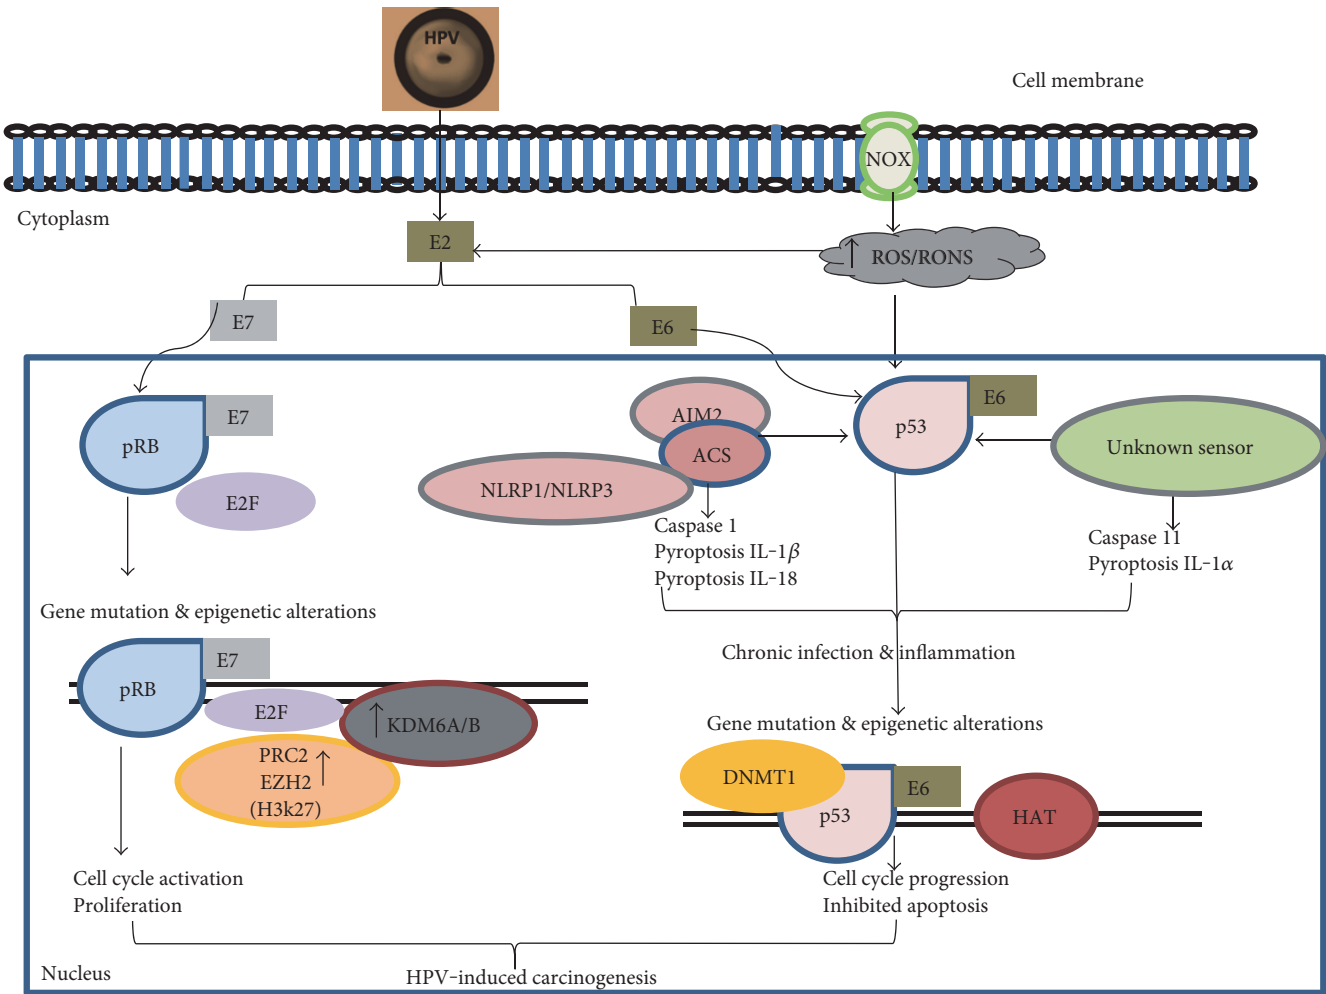 HPV
Cell membrane
NOX
Cytoplasm
E2
ROS/RONS
E7
E6
AIM2
E6
p53
E7
pRB
ACS
Unknown sensor
NLRP1/NLRP3
E2F
Caspase 1
Pyroptosis IL-1β
Pyroptosis IL-18
Caspase 11
Pyroptosis IL-1α
Gene mutation & epigenetic alterations
Chronic infection & inflammation
E7
pRB
E2F
KDM6A/B
Gene mutation & epigenetic alterations
PRC2
EZH2
(H3k27)
DNMT1
E6
p53
HAT
Cell cycle activation
Proliferation
Cell cycle progression
Inhibited apoptosis
Nucleus
HPV-induced carcinogenesis